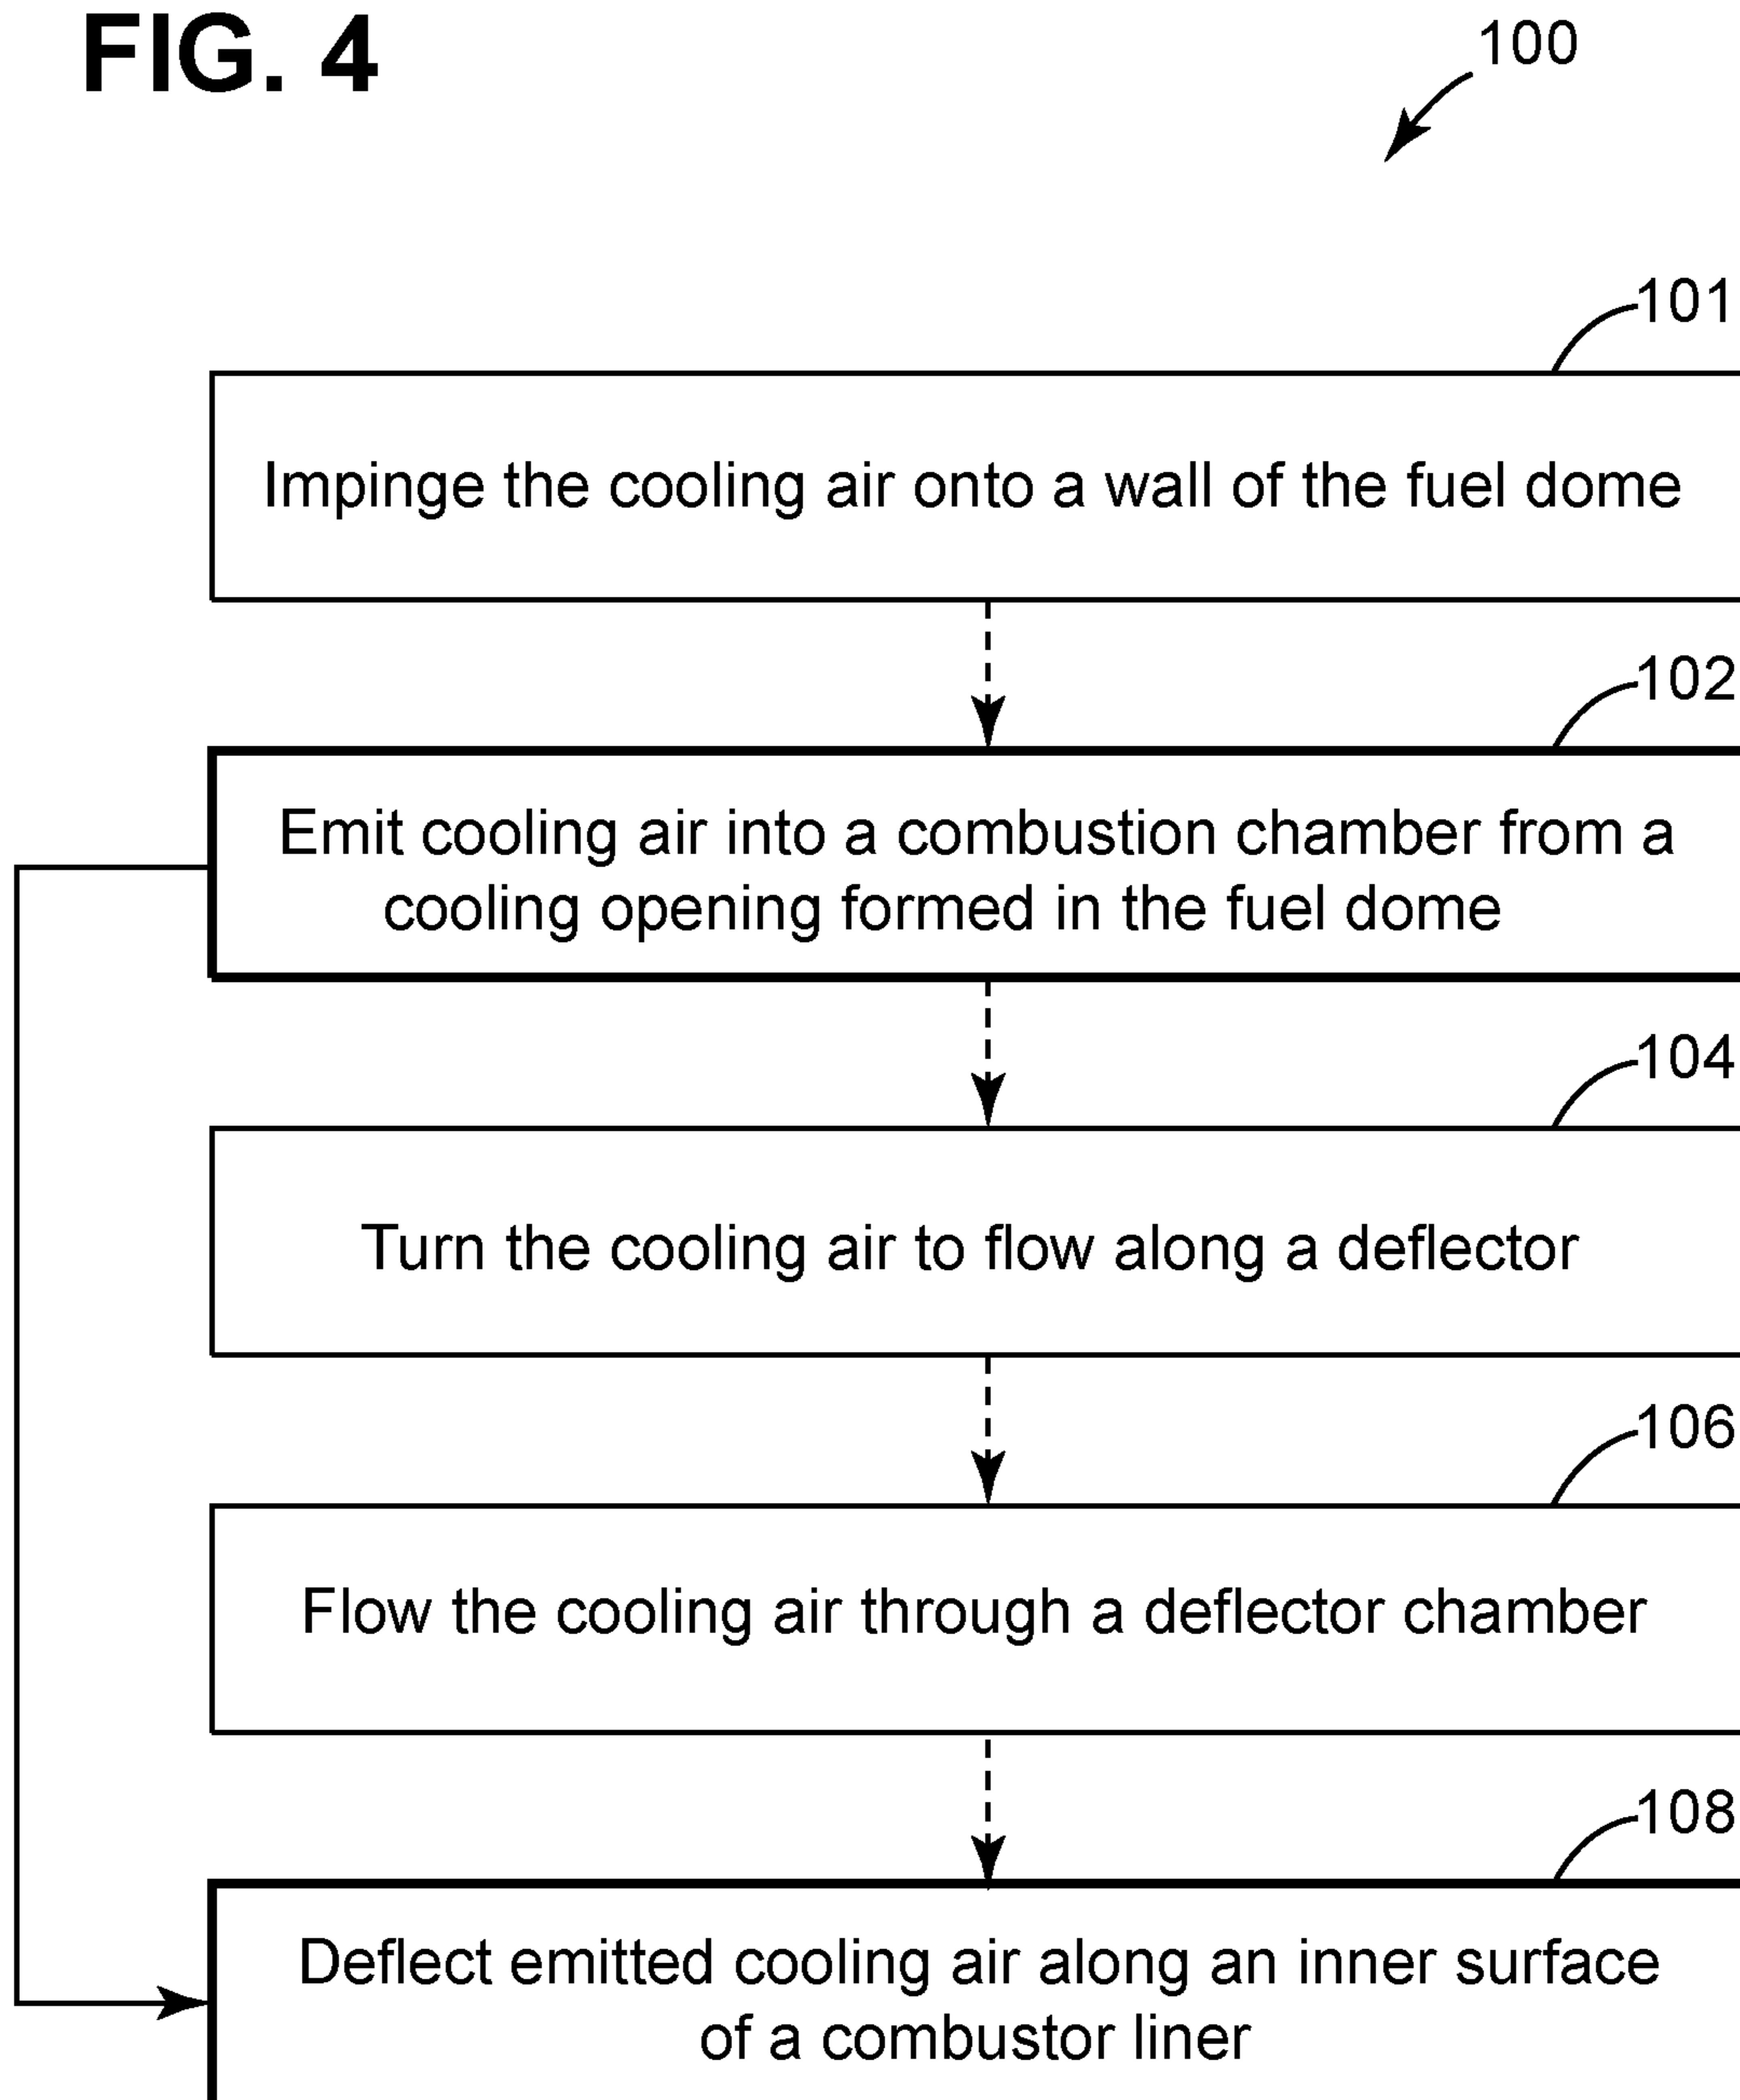 FIG. 4
100
101
Impinge the cooling air onto a wall of the fuel dome
102
Emit cooling air into a combustion chamber from a
cooling opening formed in the fuel dome
104
Turn the cooling air to flow along a deflector
106
Flow the cooling air through a deflector chamber
108
Deflect emitted cooling air along an inner surface
of a combustor liner